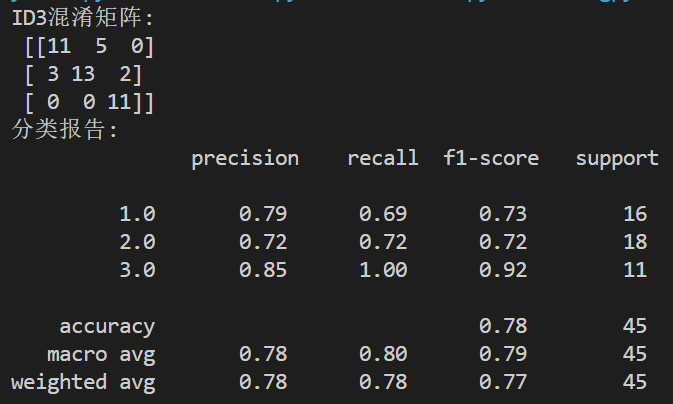 ID3混淆矩阵:
[[11 5 0]
[ 3 13 2]
[ 0 0 11]]
分类报告:
precision recall f1-score support
1.0 0.79 0.69 0.73 16
2.0 0.72 0.72 0.72 18
3.0 0.85 1.00 0.92 11
accuracy 0.78 45
macro avg 0.78 0.80 0.79 45
weighted avg 0.78 0.78 0.77 45